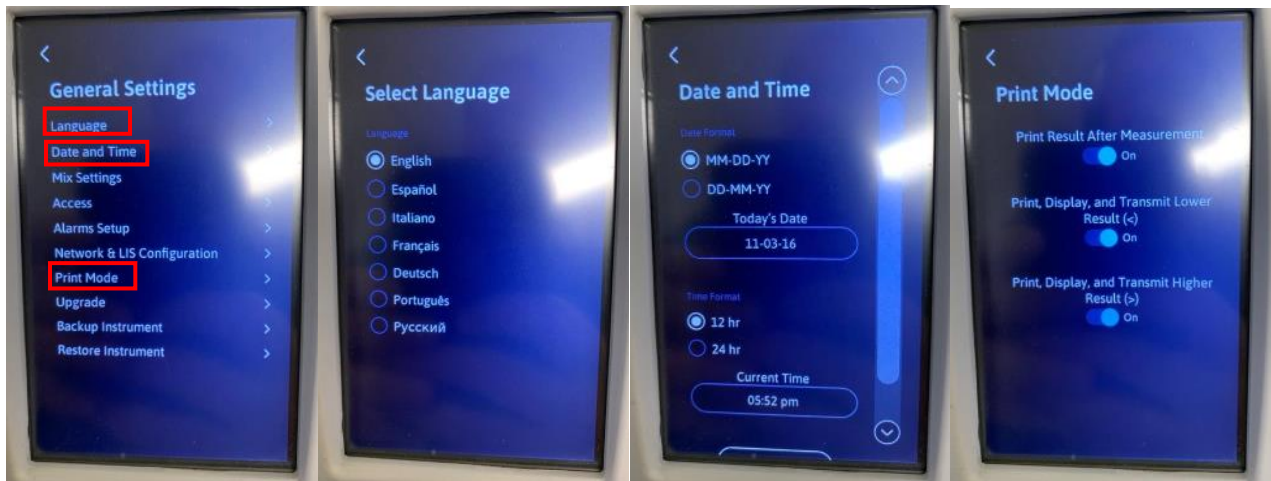 General Settings
Language
Date and Time
Mix Settings
Access
Alarms Setup
Network & LIS Configuration
Print Mode
Upgrade
Backup Instrument
Restore Instrument
Select Language
Language
English
Español
Italiano
Français
Deutsch
Português
Русский
Date and Time
Date Format
MM-DD-YY
DD-MM-YY
Today's Date
11-03-16
Time Format
12 hr
24 hr
Current Time
05:52 pm
Print Mode
Print Result After Measurement
On
Print, Display, and Transmit Lower
Result (<)
On
Print, Display, and Transmit Higher
Result (>)
On